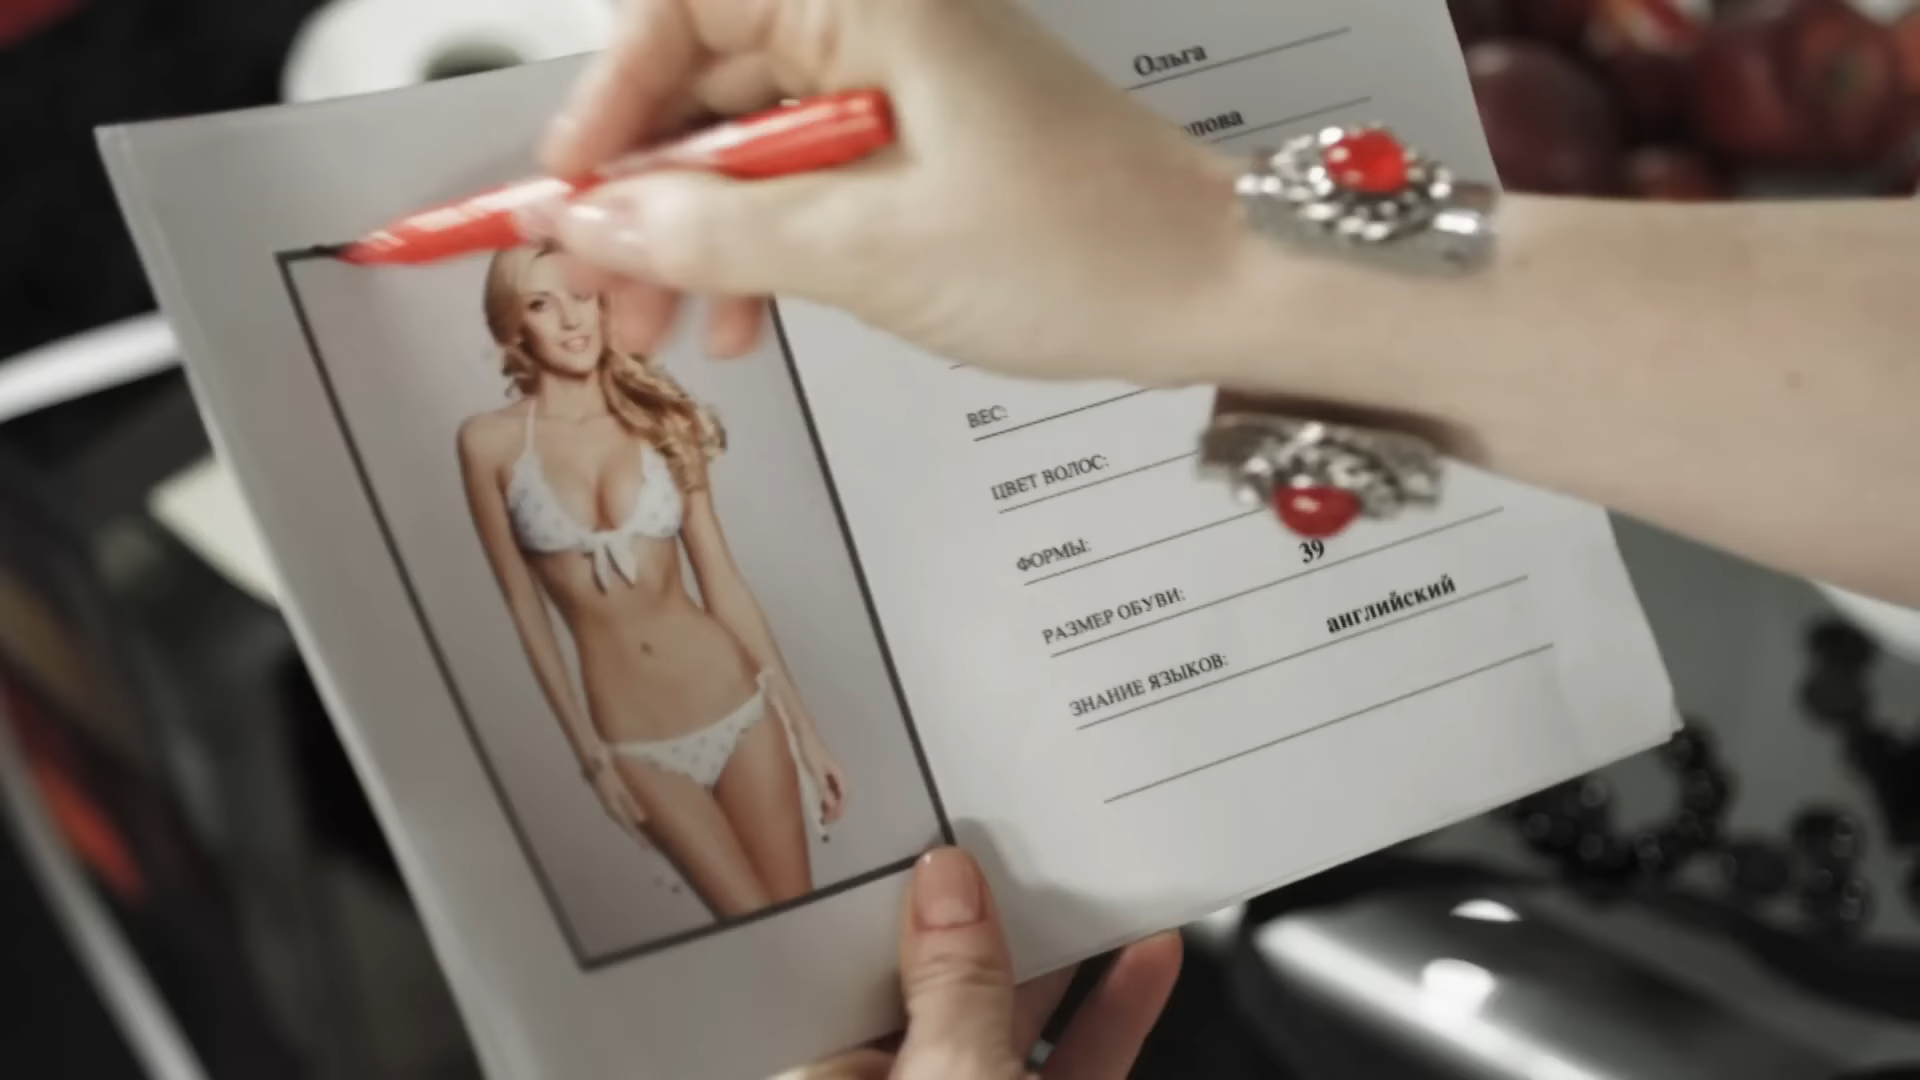 Ольга
ВЕС:
ЦВЕТ ВОЛОС:
ФОРМЫ:
39
РАЗМЕР ОБУВИ:
английский
ЗНАНИЕ ЯЗЫКОВ: